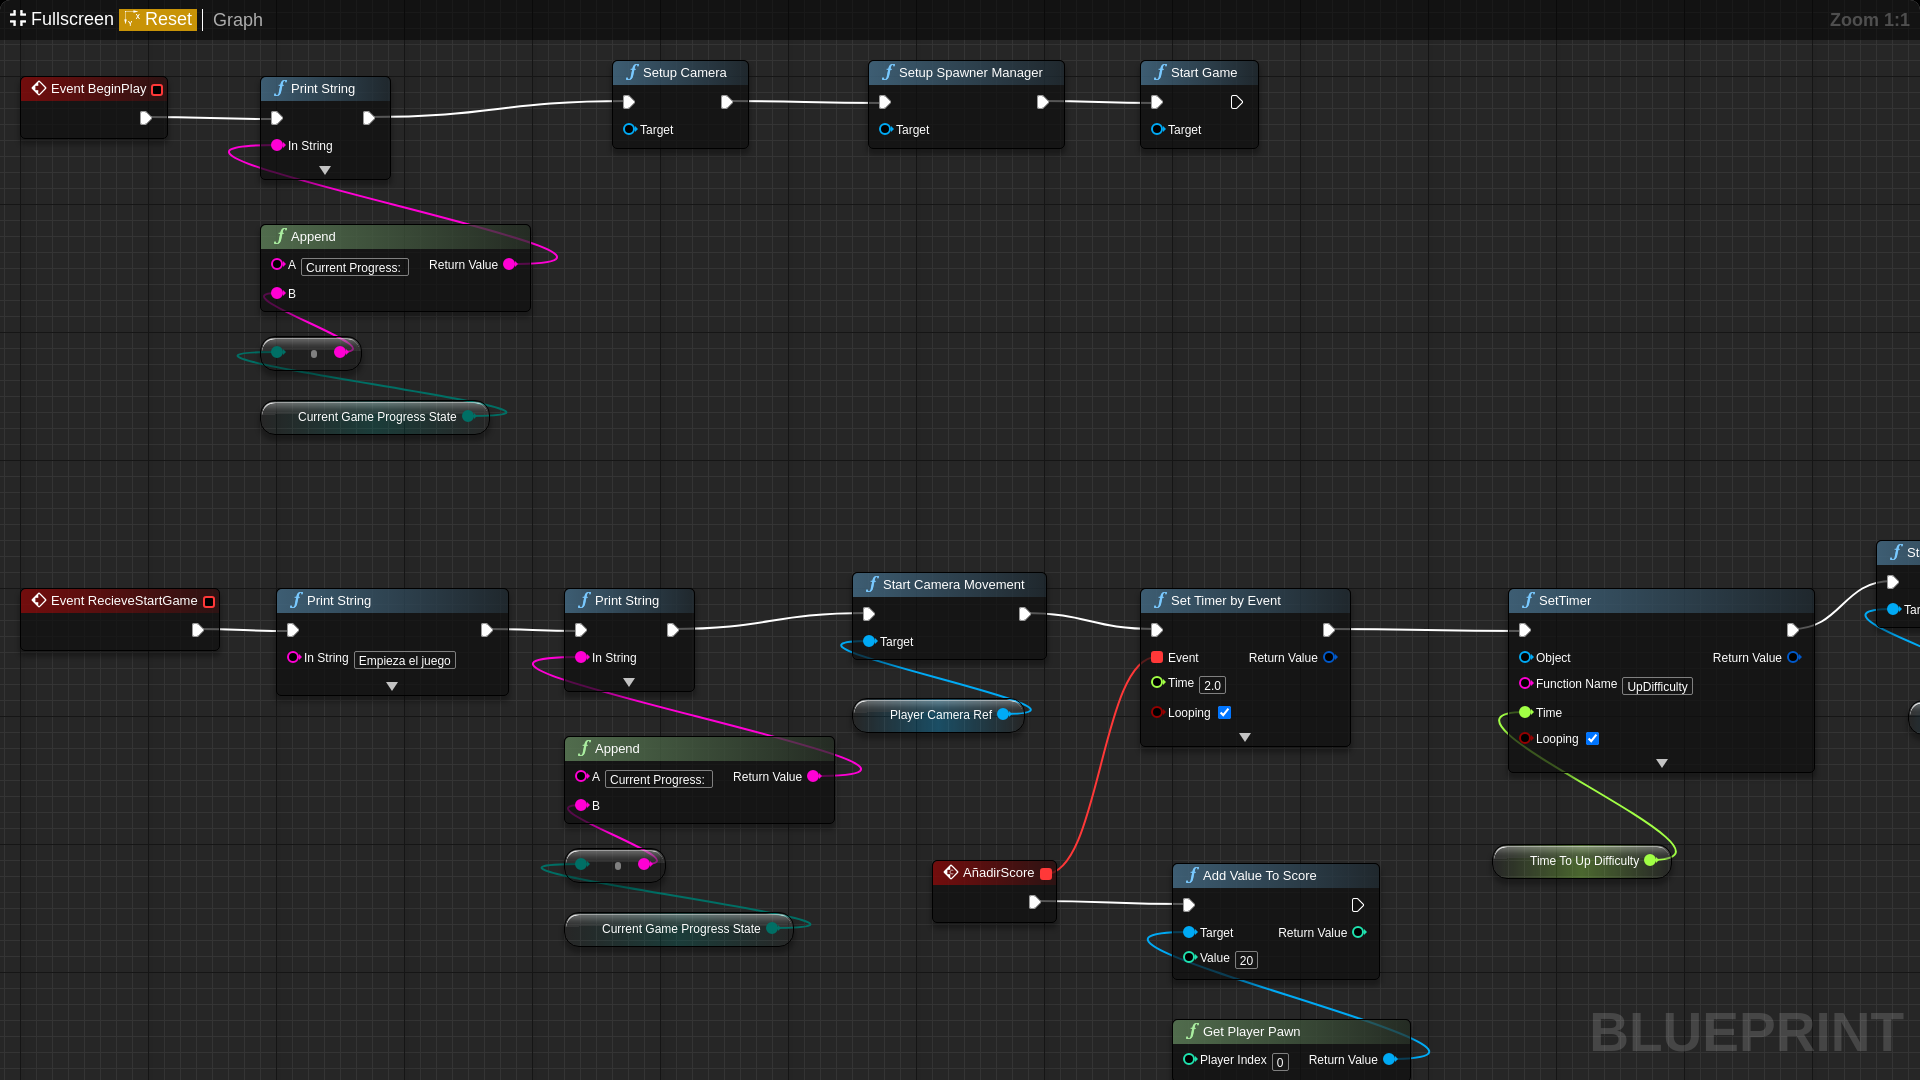 Fullscreen Reset Graph
Zoom 1:1
Event BeginPlay
Print String
In String
Setup Camera
Target
Setup Spawner Manager
Target
Start Game
Target
Append
A Current Progress: Return Value
B
Current Game Progress State
Event RecieveStartGame
Print String
In String Empieza el juego
Print String
In String
Append
A Current Progress: Return Value
B
Current Game Progress State
Start Camera Movement
Target
Player Camera Ref
Set Timer by Event
Event Return Value
Time 2.0
Looping
SetTimer
Object Return Value
Function Name UpDifficulty
Time
Looping
Time To Up Difficulty
AñadirScore
Add Value To Score
Target Return Value
Value 20
Get Player Pawn
Player Index 0 Return Value
BLUEPRINT